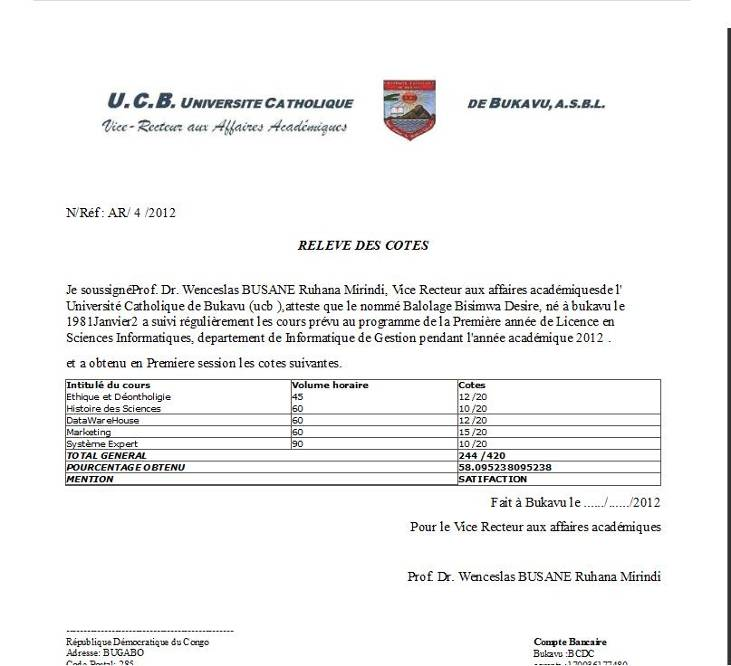 U.C.B. UNIVERSITE CATHOLIQUE DE BUKAVU, A.S.B.L.
Vice-Recteur aux Affaires Académiques
N/Réf : AR/ 4 /2012
RELEVE DES COTES
Je soussignéProf. Dr. Wenceslas BUSANE Ruhana Mirindi, Vice Recteur aux affaires académiquesde l'
Université Catholique de Bukavu (ucb ),atteste que le nommé Balolage Bisimwa Desire, né à bukavu le
1981Janvier2 a suivi régulièrement les cours prévu au programme de la Première année de Licence en
Sciences Informatiques, departement de Informatique de Gestion pendant l'année académique 2012 .
et a obtenu en Premiere session les cotes suivantes.
Intitulé du cours Volume horaire Cotes
Ethique et Déontholigie 45 12 /20
Histoire des Sciences 60 10 /20
DataWareHouse 60 12 /20
Marketing 60 15 /20
Système Expert 90 10 /20
TOTAL GENERAL 244 /420
POURCENTAGE OBTENU 58.095238095238
MENTION SATIFACTION
Fait à Bukavu le ....../....../2012
Pour le Vice Recteur aux affaires académiques
Prof. Dr. Wenceslas BUSANE Ruhana Mirindi
République Démocratique du Congo Compte Bancaire
Adresse: BUGABO Bukavu :BCDC
Code Postal: 285